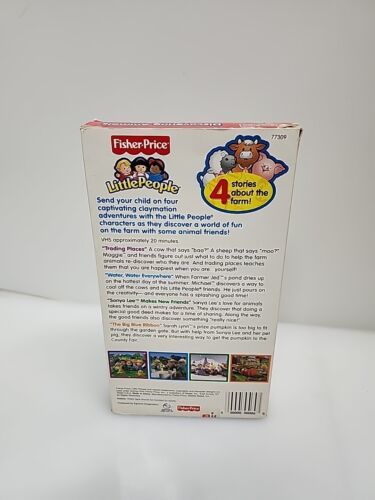 Fisher-Price
77309
Little People
4 stories
about the
farm!
Send your child on four
captivating claymation
adventures with the Little People
characters as they discover a world of fun
on the farm with some animal friends!
VHS approximately 20 minutes.
"Trading Places" A cow that says "baa?" A sheep that says "moo?"
Maggie and friends figure out just what to do to help the farm
animals re-discover who they are. And trading places teaches
them that you are happiest when you are yourself!
"Water, Water Everywhere" When Farmer Jed's pond dries up
on the hottest day of the summer, Michael discovers a way to
cool off the cows and his Little People friends. It just pours on
the creativity— and everyone has a splashing good time!
"Sonya Lee Makes New Friends" Sonya Lee's love for animals
takes friends on a wintry adventure. They discover that doing a
special good deed makes for a time of sharing. Along the way,
the good friends also discover something "really nice!"
"The Big Blue Ribbon" Sarah Lynn's prize pumpkin is too big to fit
through the garden gate. But with help from Sonya Lee and her pet
pig, they discover a very interesting way to get the pumpkin to the
County Fair.
Fisher-Price